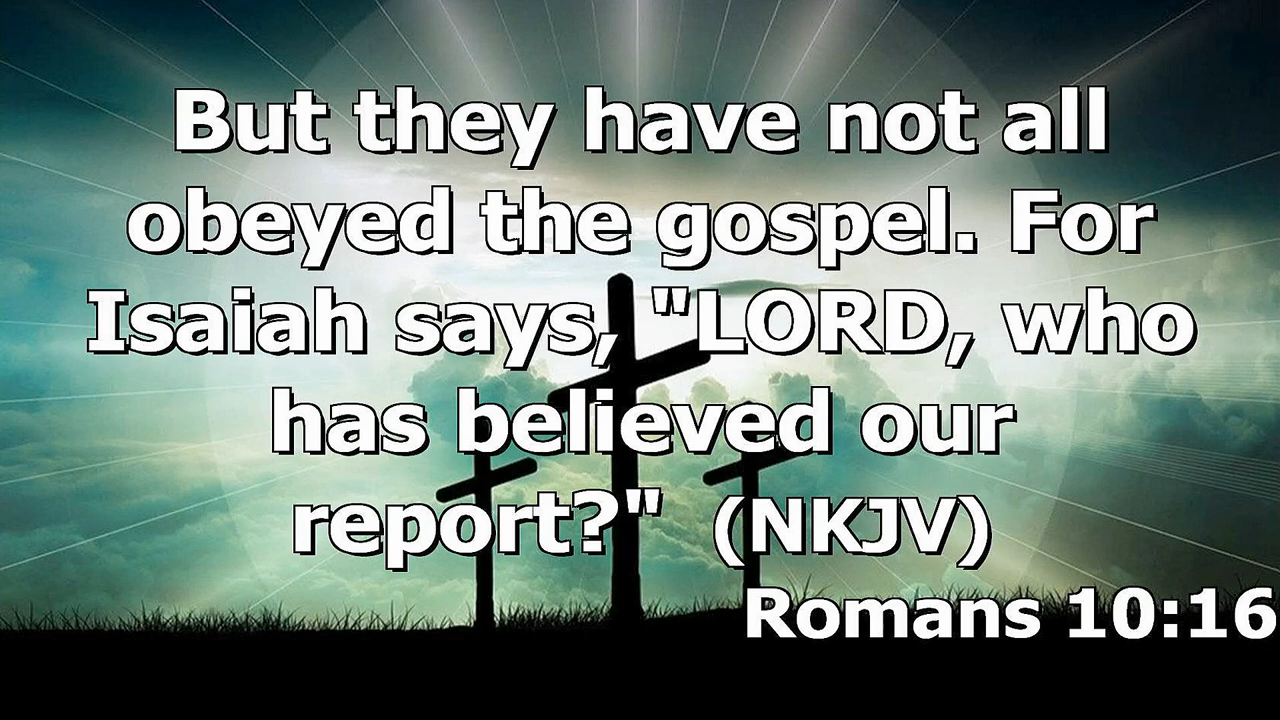 But they have not all
obeyed the gospel. For
Isaiah says, "LORD, who
has believed our
report?" (NKJV)
Romans 10:16